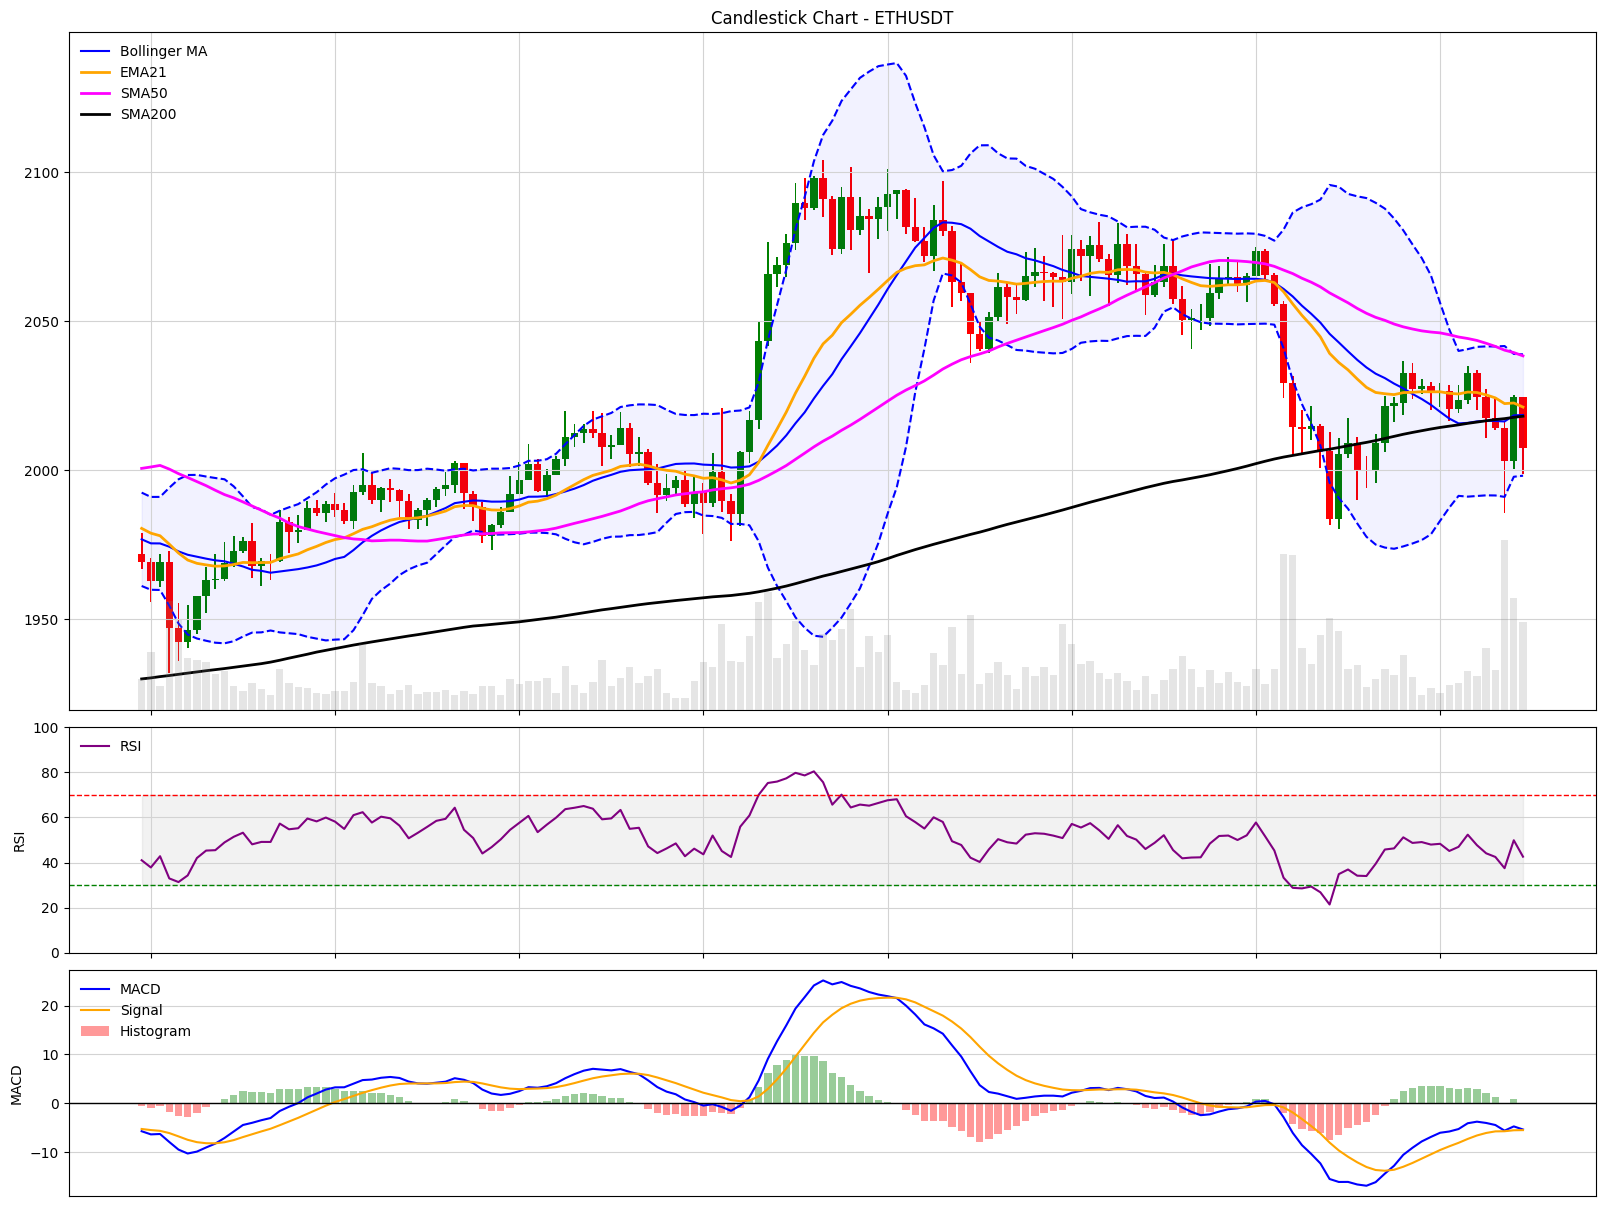 Candlestick Chart - ETHUSDT
Bollinger MA
EMA21
SMA50
SMA200
2100
2050
2000
1950
RSI
100
80
60
40
20
0
RSI
MACD
Signal
Histogram
20
10
0
−10
MACD